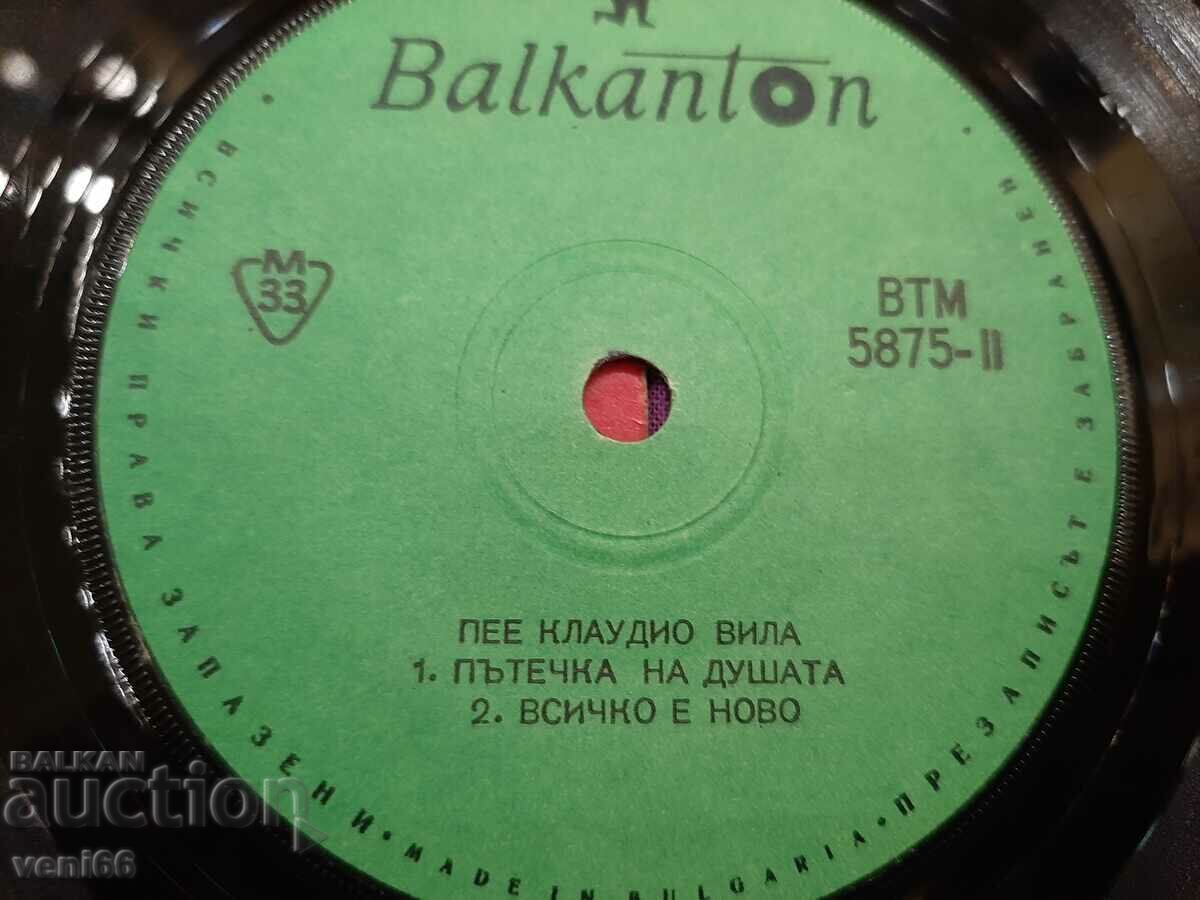 Balkanton
М
33
ВТМ
5875-II
ПЕЕ КЛАУДИО ВИЛА
1. ПЪТЕЧКА НА ДУШАТА
2. ВСИЧКО Е НОВО
• ВСИЧКИ ПРАВА ЗАПАЗЕНИ • MADE IN BULGARIA • ПРЕЗАПИСЪТ Е ЗАБРАНЕН •
BALKAN
auction
veni66